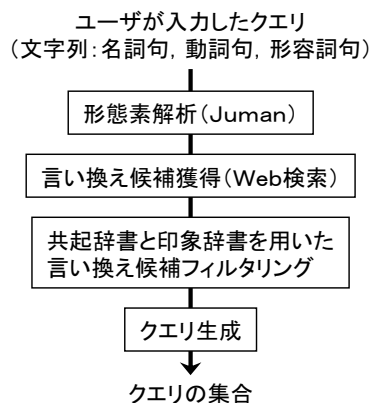 ユーザが入力したクエリ
（文字列：名詞句，動詞句，形容詞句）
形態素解析（Juman）
言い換え候補獲得（Web検索）
共起辞書と印象辞書を用いた
言い換え候補フィルタリング
クエリ生成
クエリの集合